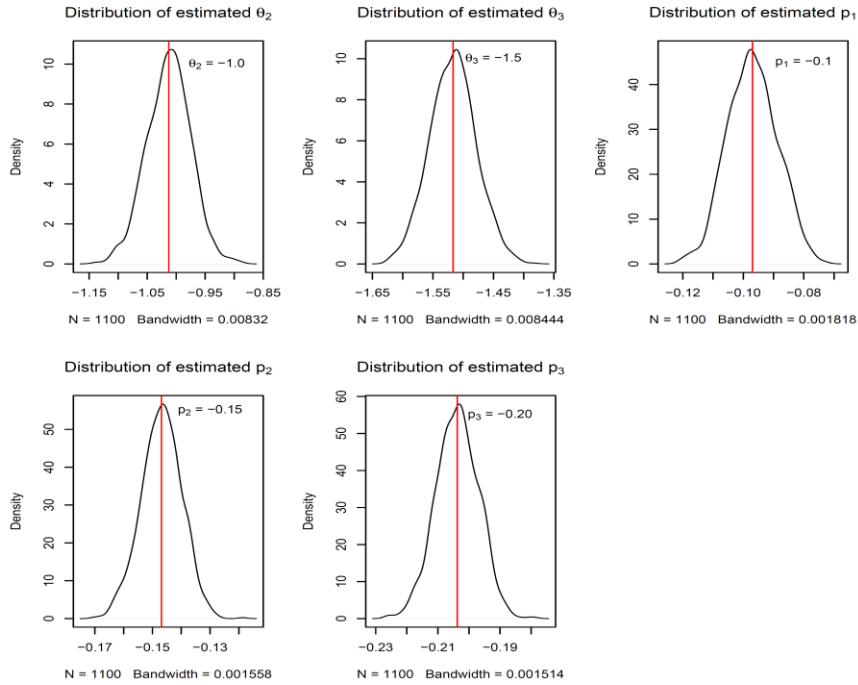 Distribution of estimated θ2
Distribution of estimated θ3
Distribution of estimated p1
θ2 = −1.0
θ3 = −1.5
p1 = −0.1
Density
0 2 4 6 8 10
−1.15 −1.05 −0.95 −0.85
N = 1100 Bandwidth = 0.00832
Density
0 2 4 6 8 10
−1.65 −1.55 −1.45 −1.35
N = 1100 Bandwidth = 0.008444
Density
0 10 20 30 40
−0.12 −0.10 −0.08
N = 1100 Bandwidth = 0.001818
Distribution of estimated p2
Distribution of estimated p3
p2 = −0.15
p3 = −0.20
Density
0 10 20 30 40 50
−0.17 −0.15 −0.13
N = 1100 Bandwidth = 0.001558
Density
0 10 20 30 40 50 60
−0.23 −0.21 −0.19
N = 1100 Bandwidth = 0.001514